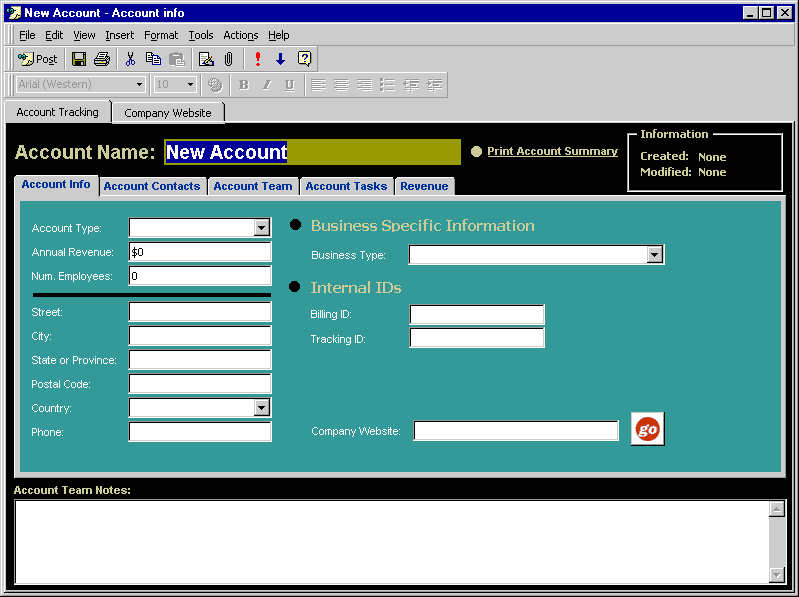 New Account - Account info
File Edit View Insert Format Tools Actions Help
Post
Arial (Western) 10 B I U
Account Tracking Company Website
Account Name: New Account
Print Account Summary
Information
Created: None
Modified: None
Account Info Account Contacts Account Team Account Tasks Revenue
Account Type:
Annual Revenue: $0
Num. Employees: 0
Street:
City:
State or Province:
Postal Code:
Country:
Phone:
Business Specific Information
Business Type:
Internal IDs
Billing ID:
Tracking ID:
Company Website: go
Account Team Notes: